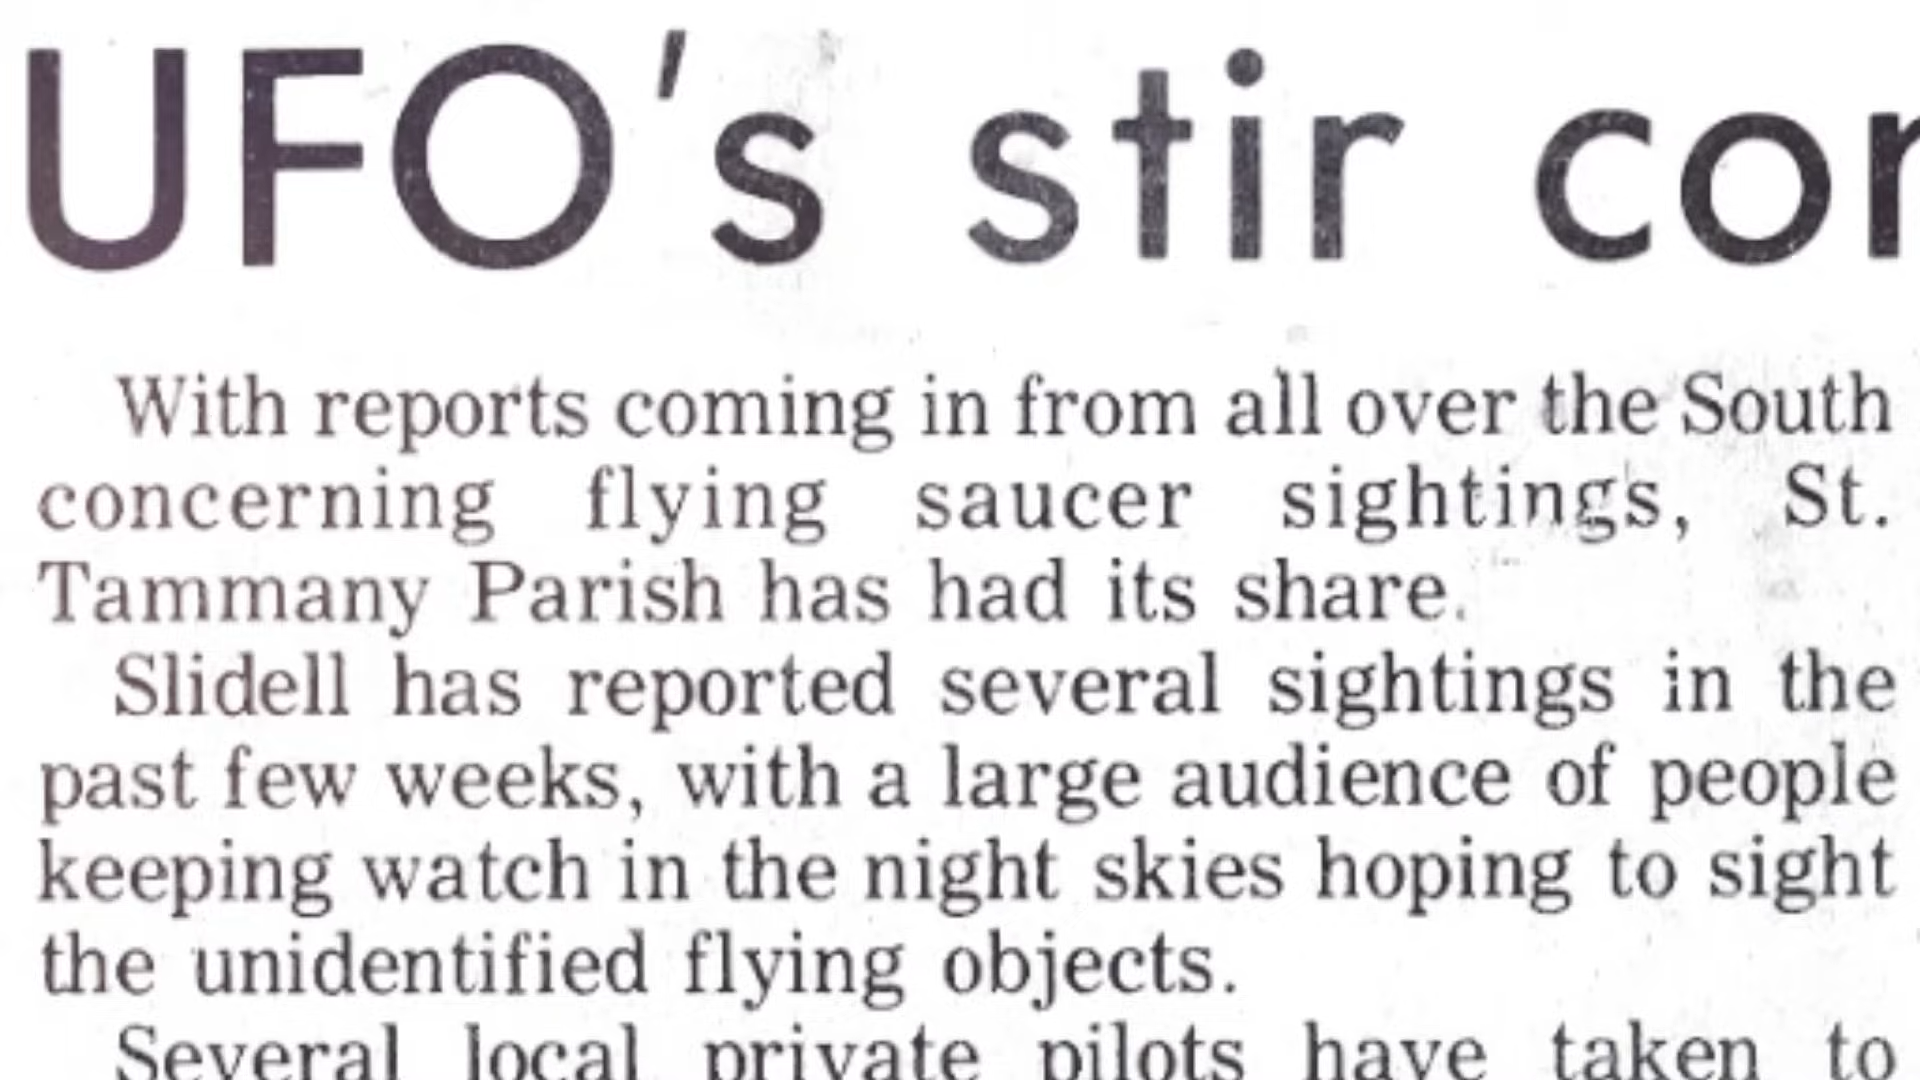 UFO's stir cor
With reports coming in from all over the South
concerning flying saucer sightings, St.
Tammany Parish has had its share.
Slidell has reported several sightings in the
past few weeks, with a large audience of people
keeping watch in the night skies hoping to sight
the unidentified flying objects.
Several local private pilots have taken to